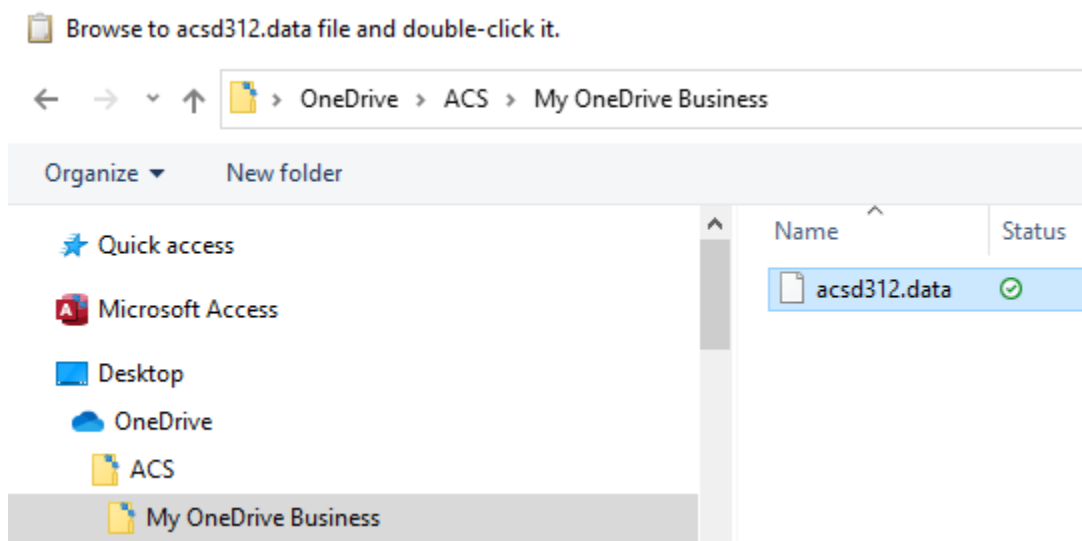 Browse to acsd312.data file and double-click it.
OneDrive > ACS > My OneDrive Business
Organize New folder
Name Status
Quick access
acsd312.data
Microsoft Access
Desktop
OneDrive
ACS
My OneDrive Business